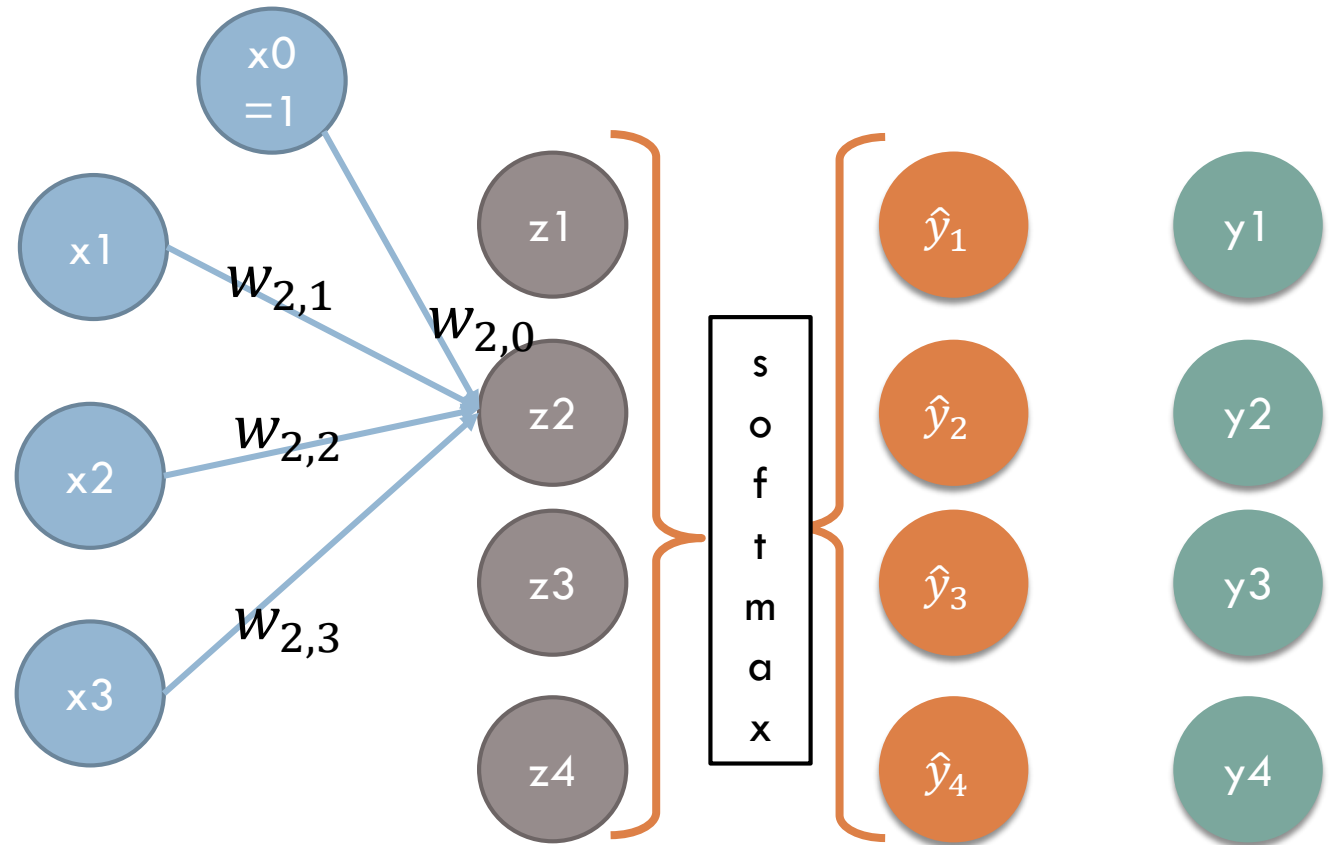 x0
=1
x1
x2
x3
w₂,₁
w₂,₀
w₂,₂
w₂,₃
z1
z2
z3
z4
s
o
f
t
m
a
x
ŷ₁
ŷ₂
ŷ₃
ŷ₄
y1
y2
y3
y4